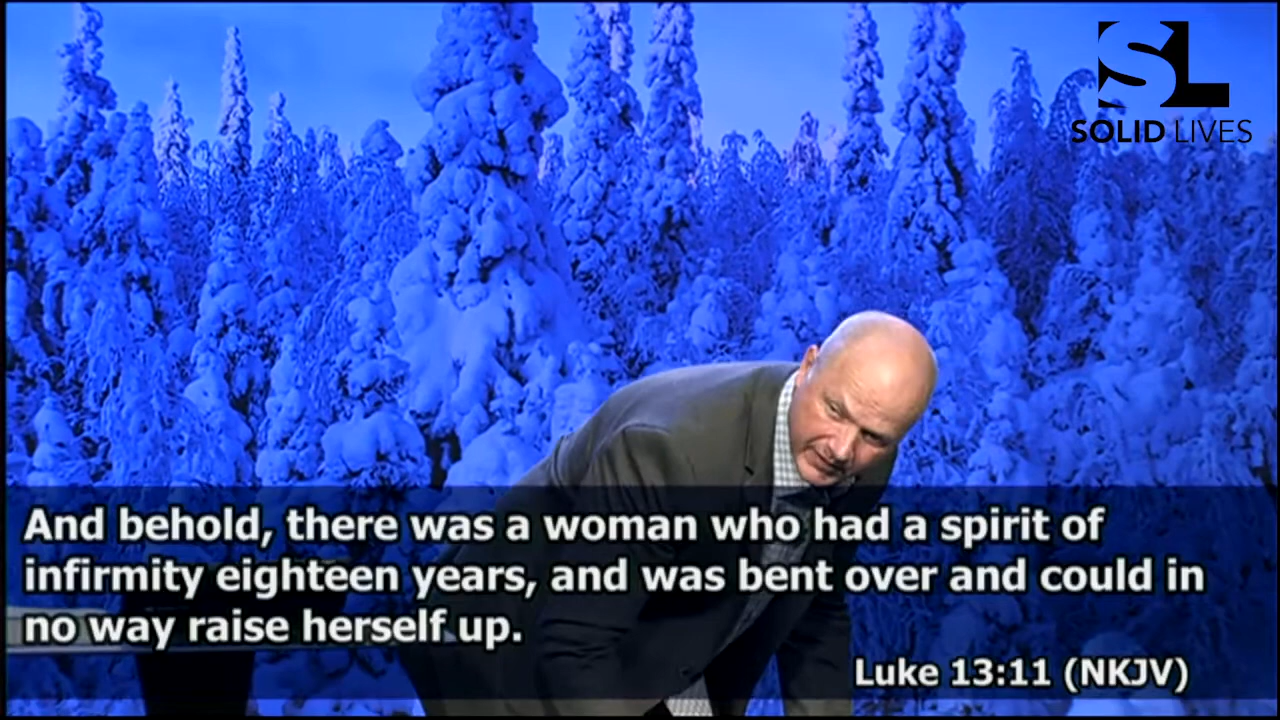 SL
SOLID LIVES
And behold, there was a woman who had a spirit of
infirmity eighteen years, and was bent over and could in
no way raise herself up.
Luke 13:11 (NKJV)